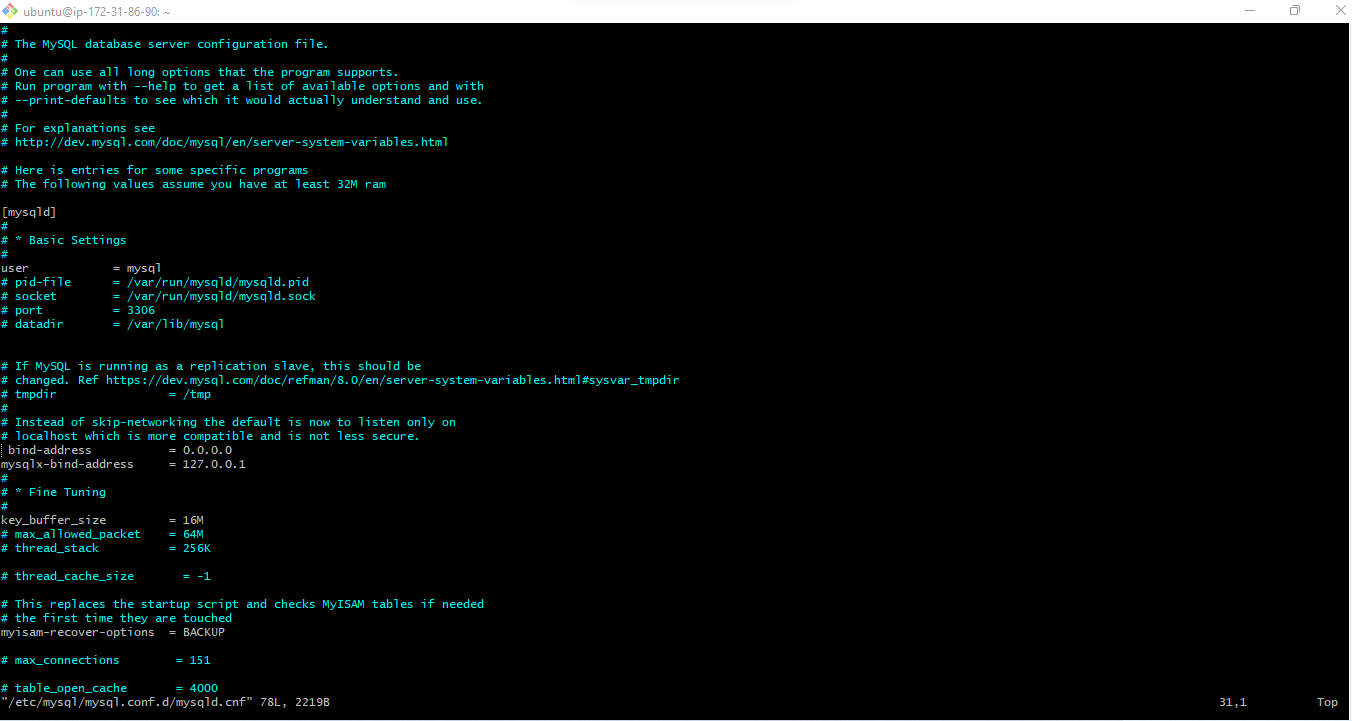 ubuntu@ip-172-31-86-90: ~
#
# The MySQL database server configuration file.
#
# One can use all long options that the program supports.
# Run program with --help to get a list of available options and with
# --print-defaults to see which it would actually understand and use.
#
# For explanations see
# http://dev.mysql.com/doc/mysql/en/server-system-variables.html

# Here is entries for some specific programs
# The following values assume you have at least 32M ram

[mysqld]
#
# * Basic Settings
#
user            = mysql
# pid-file      = /var/run/mysqld/mysqld.pid
# socket        = /var/run/mysqld/mysqld.sock
# port          = 3306
# datadir       = /var/lib/mysql


# If MySQL is running as a replication slave, this should be
# changed. Ref https://dev.mysql.com/doc/refman/8.0/en/server-system-variables.html#sysvar_tmpdir
# tmpdir                = /tmp
#
# Instead of skip-networking the default is now to listen only on
# localhost which is more compatible and is not less secure.
 bind-address           = 0.0.0.0
mysqlx-bind-address     = 127.0.0.1
#
# * Fine Tuning
#
key_buffer_size         = 16M
# max_allowed_packet    = 64M
# thread_stack          = 256K

# thread_cache_size       = -1

# This replaces the startup script and checks MyISAM tables if needed
# the first time they are touched
myisam-recover-options  = BACKUP

# max_connections        = 151

# table_open_cache       = 4000
"/etc/mysql/mysql.conf.d/mysqld.cnf" 78L, 2219B 31,1 Top